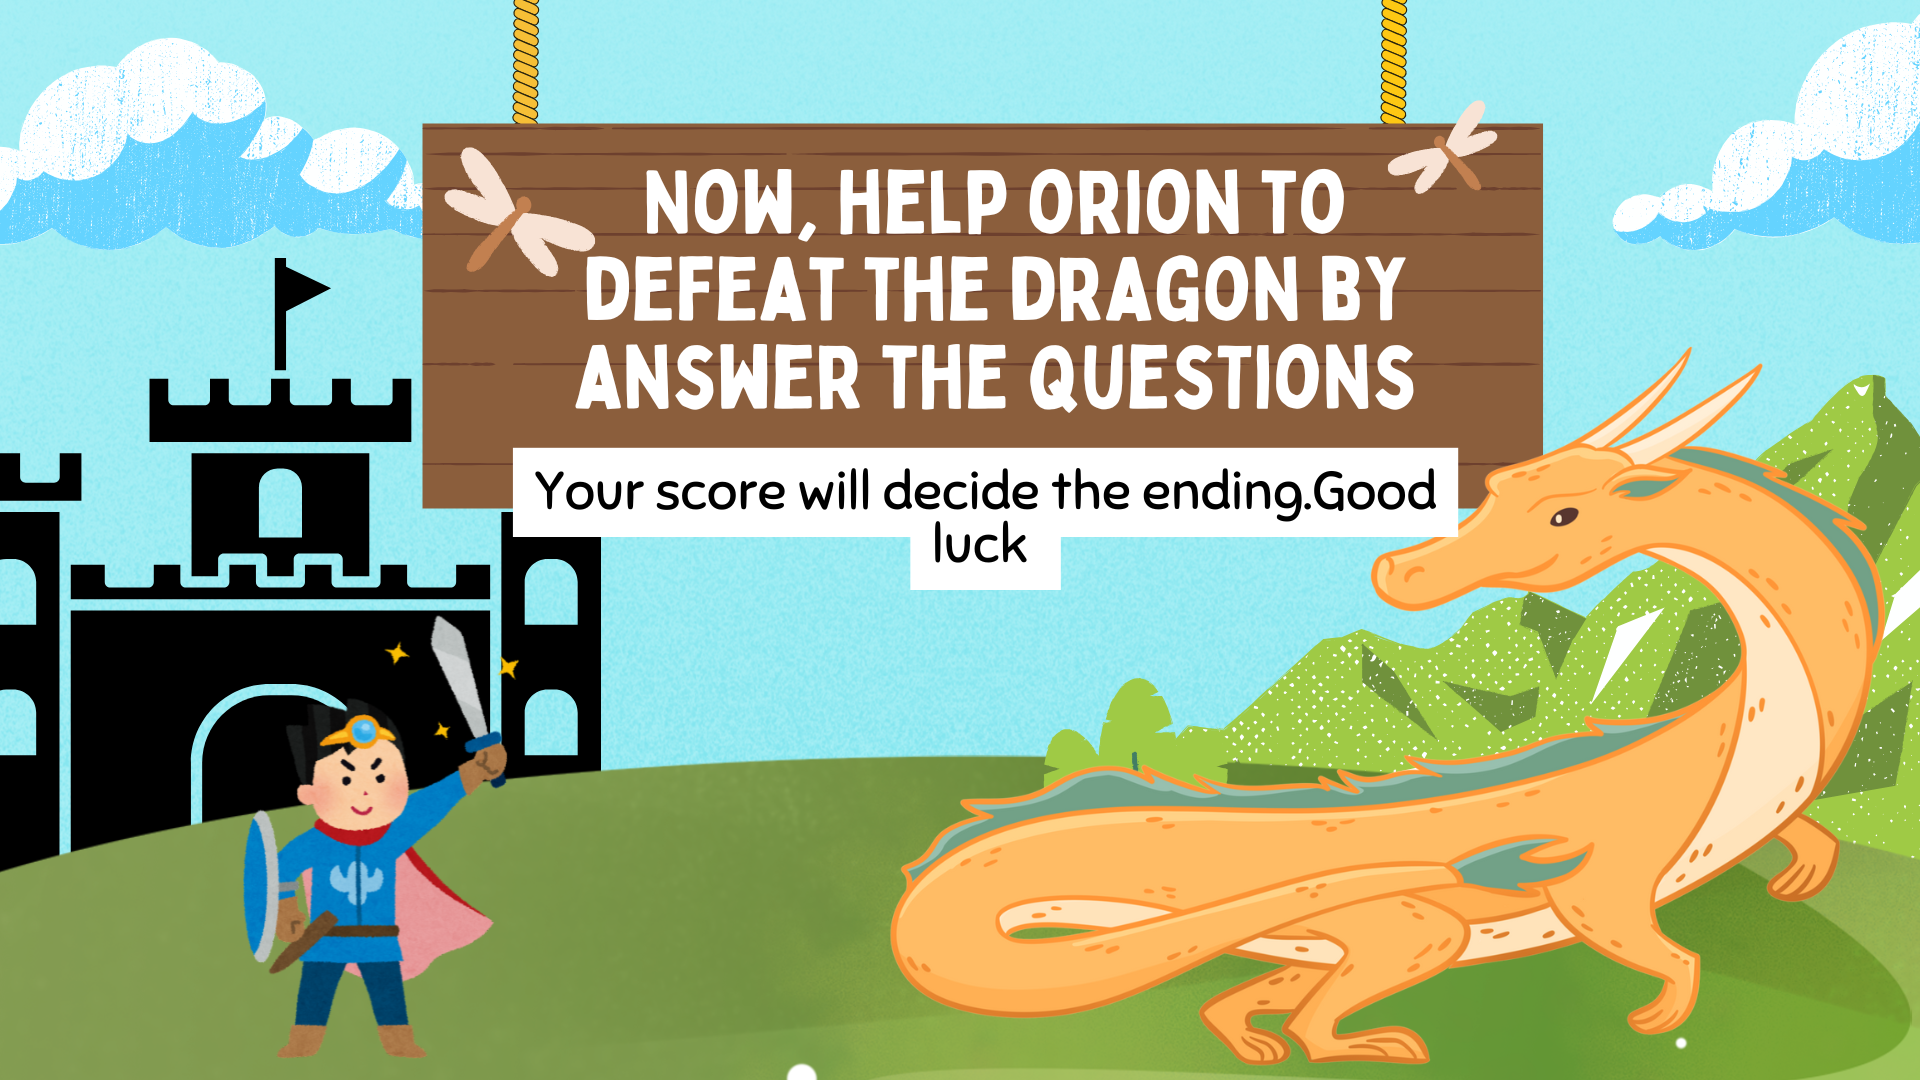 NOW, HELP ORION TO
DEFEAT THE DRAGON BY
ANSWER THE QUESTIONS
Your score will decide the ending.Good
luck